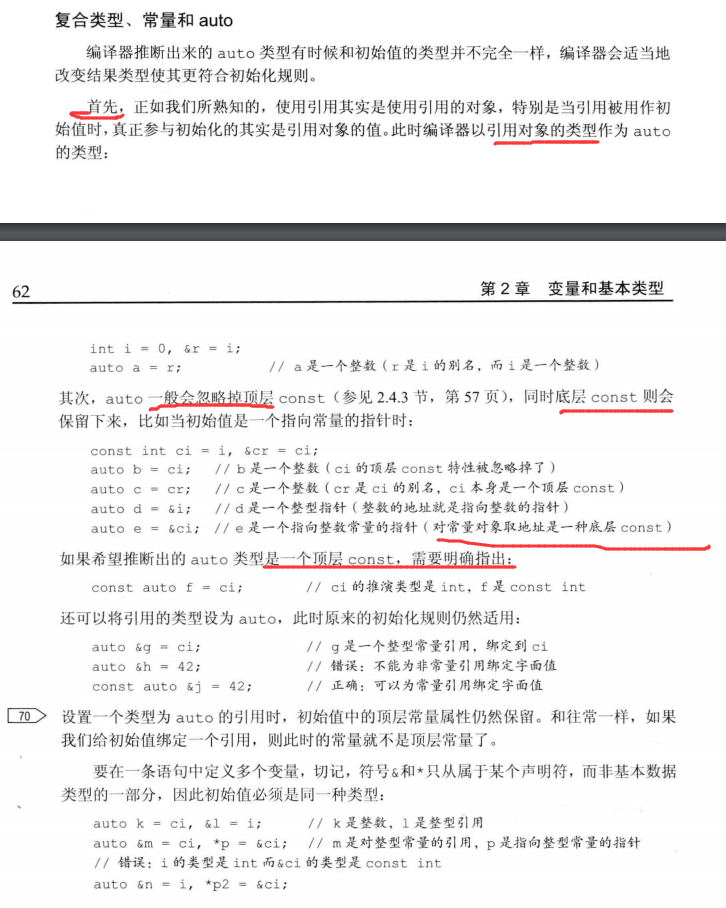 复合类型、常量和 auto
编译器推断出来的 auto 类型有时候和初始值的类型并不完全一样，编译器会适当地
改变结果类型使其更符合初始化规则。
首先，正如我们所熟知的，使用引用其实是使用引用的对象，特别是当引用被用作初
始值时，真正参与初始化的其实是引用对象的值。此时编译器以引用对象的类型作为 auto
的类型：
62
第 2 章 变量和基本类型
int i = 0, &r = i;
auto a = r; // a 是一个整数（r 是 i 的别名，而 i 是一个整数）
其次，auto 一般会忽略掉顶层 const（参见 2.4.3 节，第 57 页），同时底层 const 则会
保留下来，比如当初始值是一个指向常量的指针时：
const int ci = i, &cr = ci;
auto b = ci; // b 是一个整数（ci 的顶层 const 特性被忽略掉了）
auto c = cr; // c 是一个整数（cr 是 ci 的别名，ci 本身是一个顶层 const）
auto d = &i; // d 是一个整型指针（整数的地址就是指向整数的指针）
auto e = &ci; // e 是一个指向整数常量的指针（对常量对象取地址是一种底层 const）
如果希望推断出的 auto 类型是一个顶层 const，需要明确指出：
const auto f = ci; // ci 的推演类型是 int，f 是 const int
还可以将引用的类型设为 auto，此时原来的初始化规则仍然适用：
auto &g = ci; // g 是一个整型常量引用，绑定到 ci
auto &h = 42; // 错误：不能为非常量引用绑定字面值
const auto &j = 42; // 正确：可以为常量引用绑定字面值
70 设置一个类型为 auto 的引用时，初始值中的顶层常量属性仍然保留。和往常一样，如果
我们给初始值绑定一个引用，则此时的常量就不是顶层常量了。
要在一条语句中定义多个变量，切记，符号&和*只从属于某个声明符，而非基本数据
类型的一部分，因此初始值必须是同一种类型：
auto k = ci, &l = i; // k 是整数，l 是整型引用
auto &m = ci, *p = &ci; // m 是对整型常量的引用，p 是指向整型常量的指针
// 错误：i 的类型是 int 而&ci 的类型是 const int
auto &n = i, *p2 = &ci;